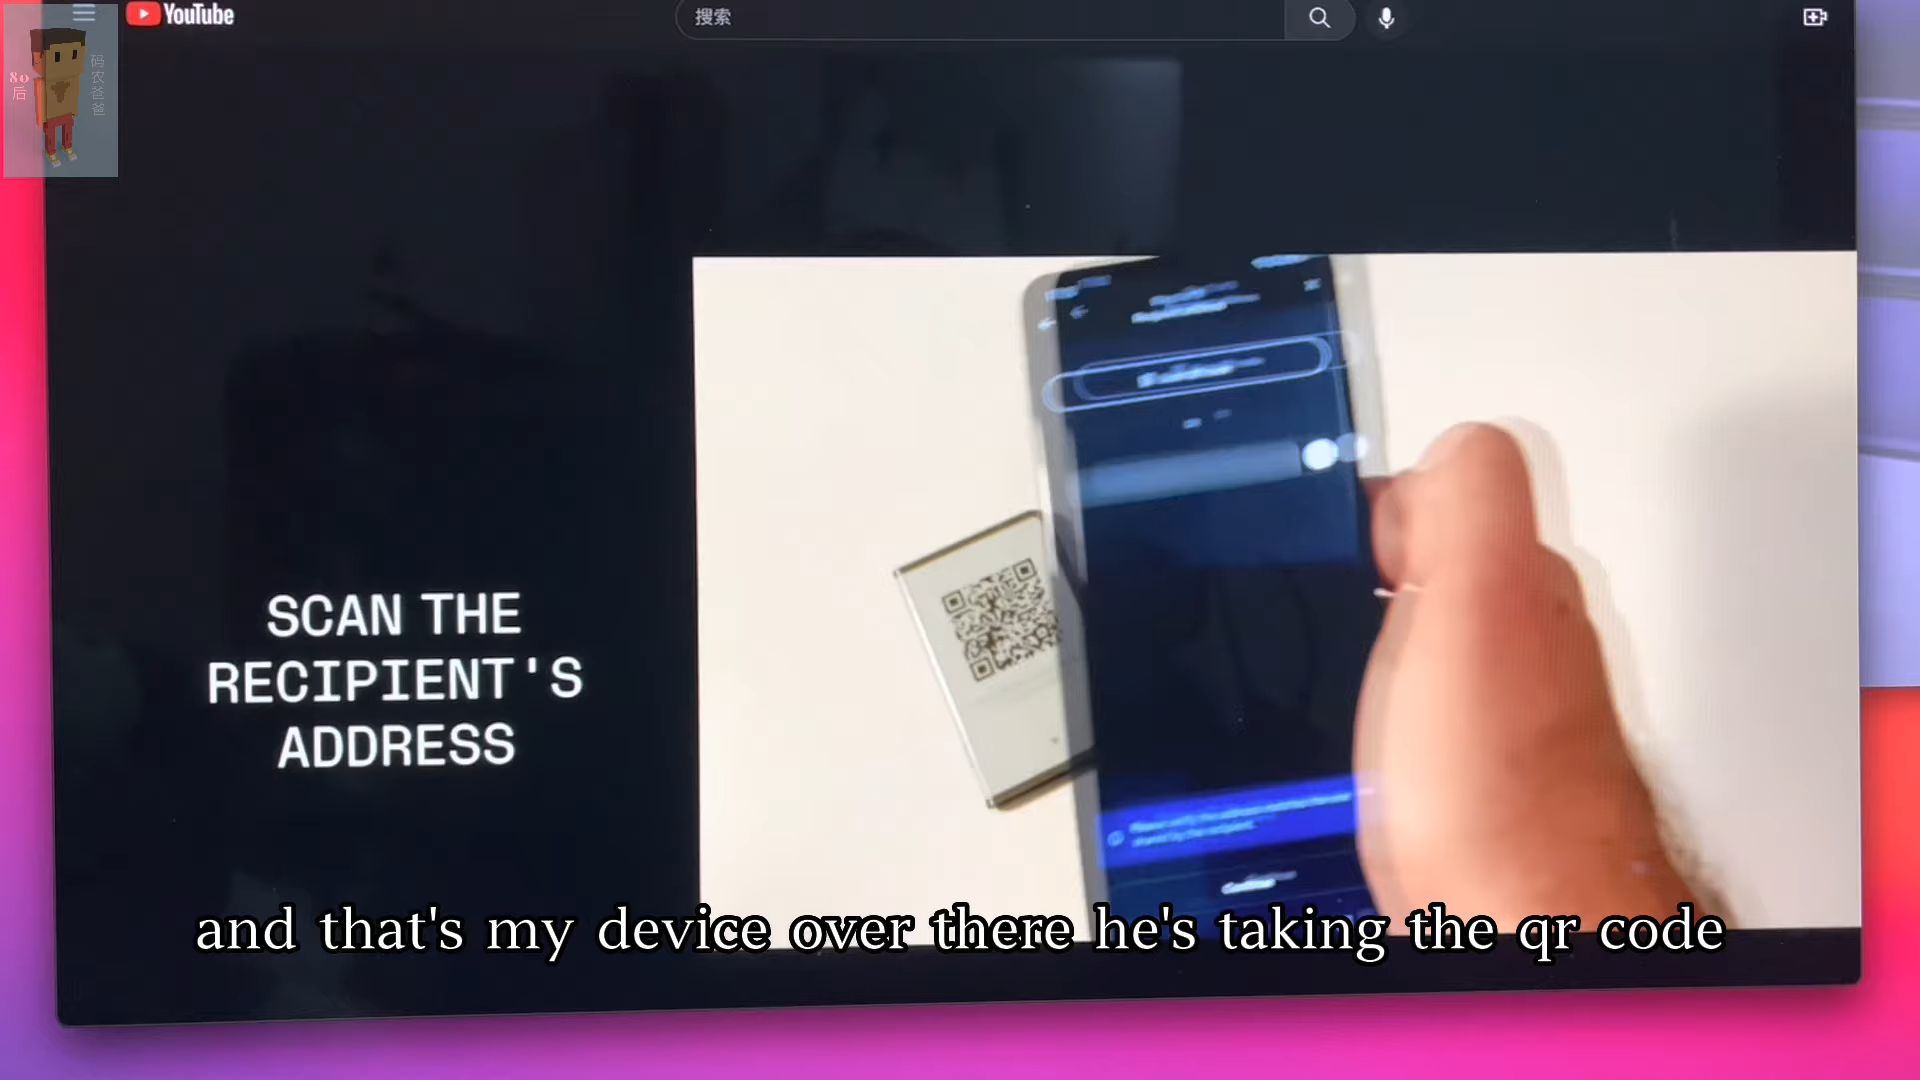 YouTube
搜索
80
后
码农爸爸
SCAN THE
RECIPIENT'S
ADDRESS
and that's my device over there he's taking the qr code